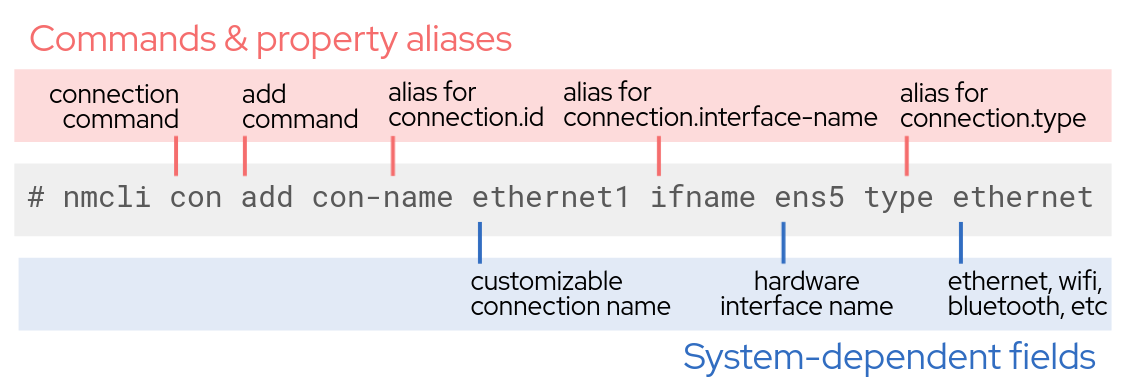 Commands & property aliases
connection
command
add
command
alias for
connection.id
alias for
connection.interface-name
alias for
connection.type
# nmcli con add con-name ethernet1 ifname ens5 type ethernet
customizable
connection name
hardware
interface name
ethernet, wifi,
bluetooth, etc
System-dependent fields